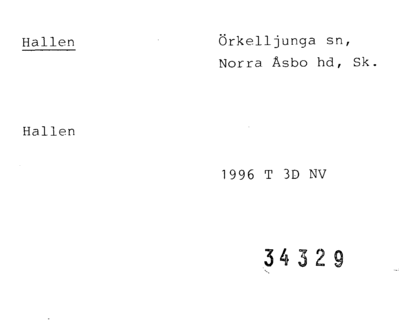 Hallen
Örkelljunga sn,
Norra Åsbo hd, Sk.
Hallen
1996 T 3D NV
34329